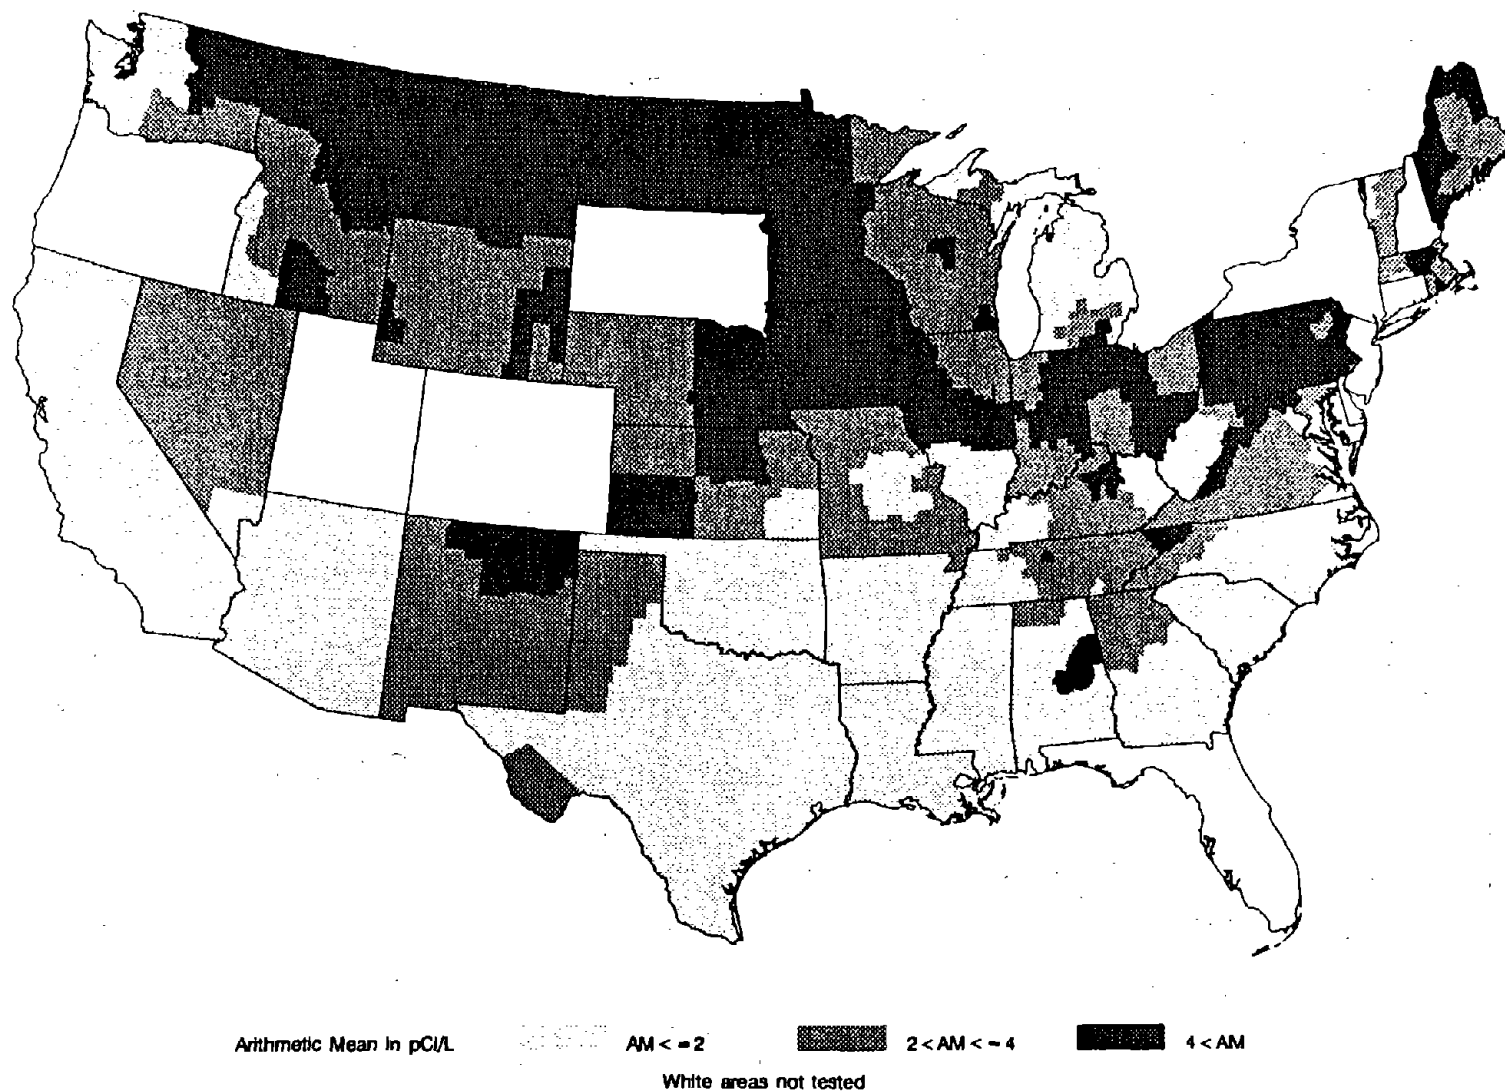 Arithmetic Mean in pCi/L AM < = 2 2 < AM < = 4 4 < AM
White areas not tested